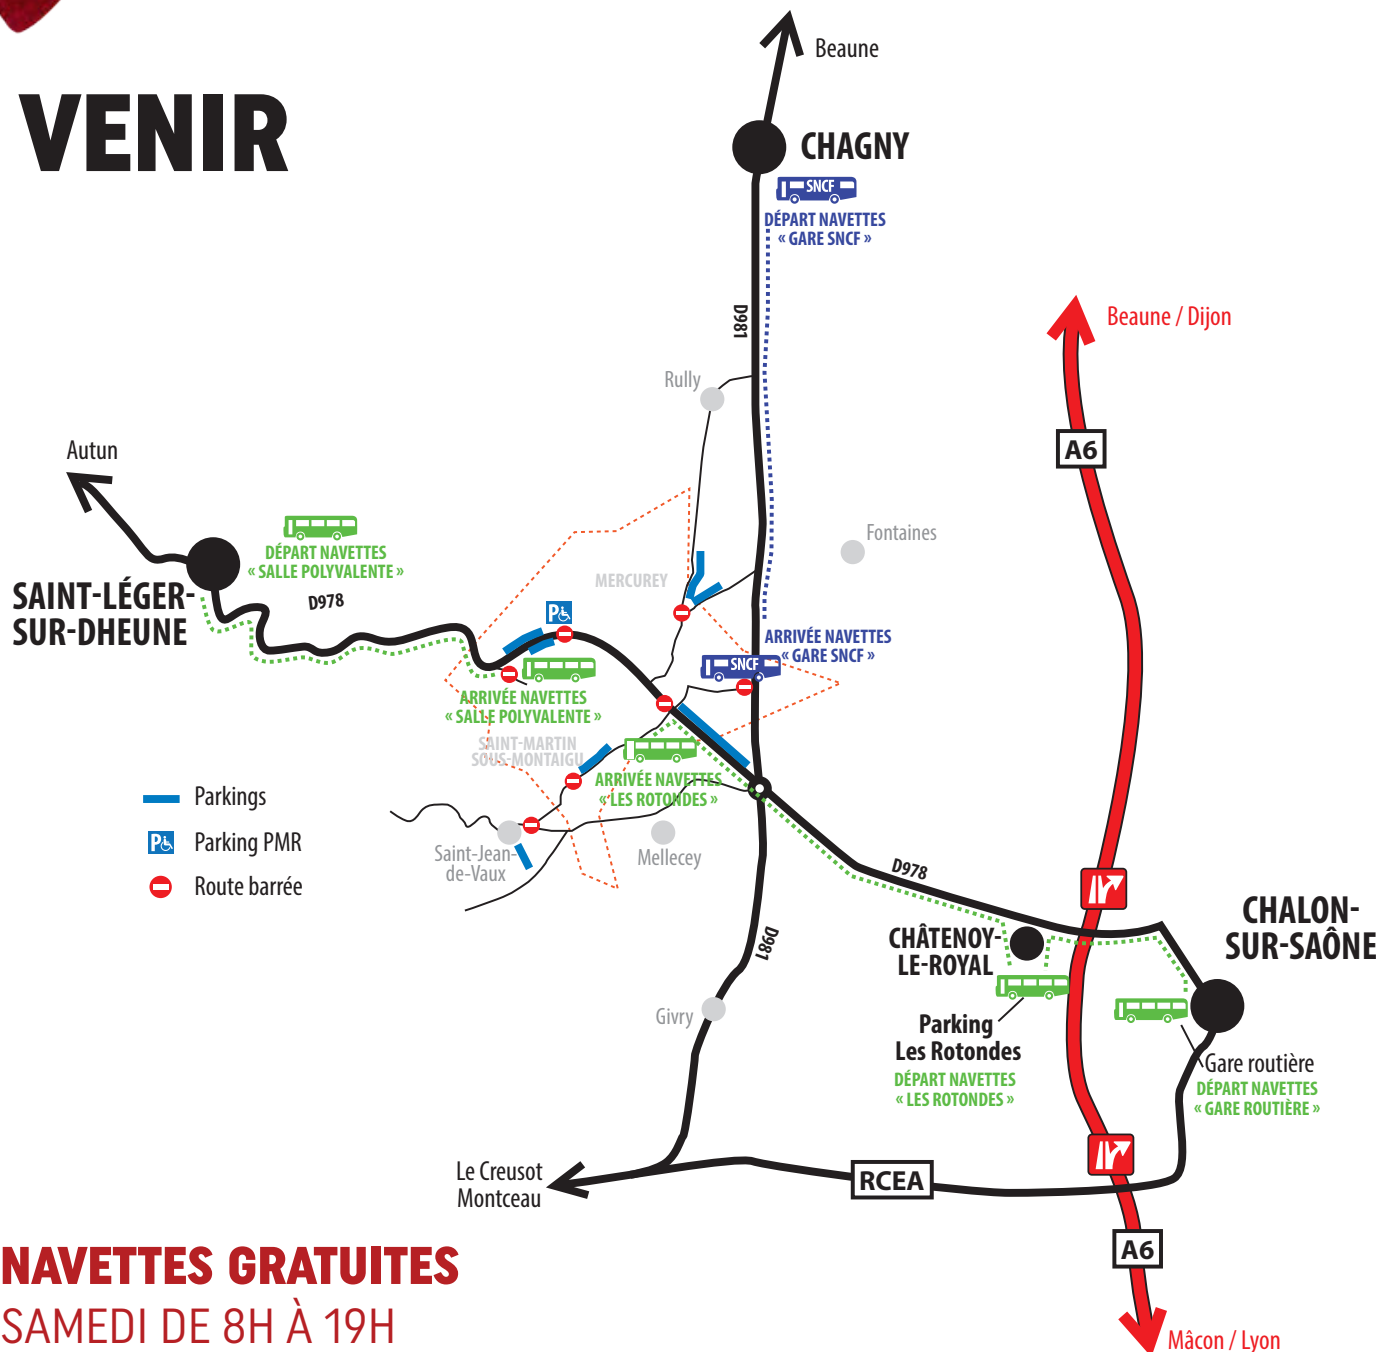 VENIR
Beaune
CHAGNY
SNCF
DÉPART NAVETTES
« GARE SNCF »
D981
Beaune / Dijon
Rully
A6
Autun
Fontaines
DÉPART NAVETTES
« SALLE POLYVALENTE »
SAINT-LÉGER-
SUR-DHEUNE
D978
MERCUREY
P
ARRIVÉE NAVETTES
« GARE SNCF »
SNCF
ARRIVÉE NAVETTES
« SALLE POLYVALENTE »
SAINT-MARTIN
SOUS-MONTAIGU
ARRIVÉE NAVETTES
« LES ROTONDES »
Parkings
P
Parking PMR
Route barrée
Saint-Jean-
de-Vaux
Mellecey
D978
D981
CHÂTENOY-
LE-ROYAL
CHALON-
SUR-SAÔNE
Givry
Parking
Les Rotondes
DÉPART NAVETTES
« LES ROTONDES »
Gare routière
DÉPART NAVETTES
« GARE ROUTIÈRE »
Le Creusot
Montceau
RCEA
A6
NAVETTES GRATUITES
SAMEDI DE 8H À 19H
Mâcon / Lyon